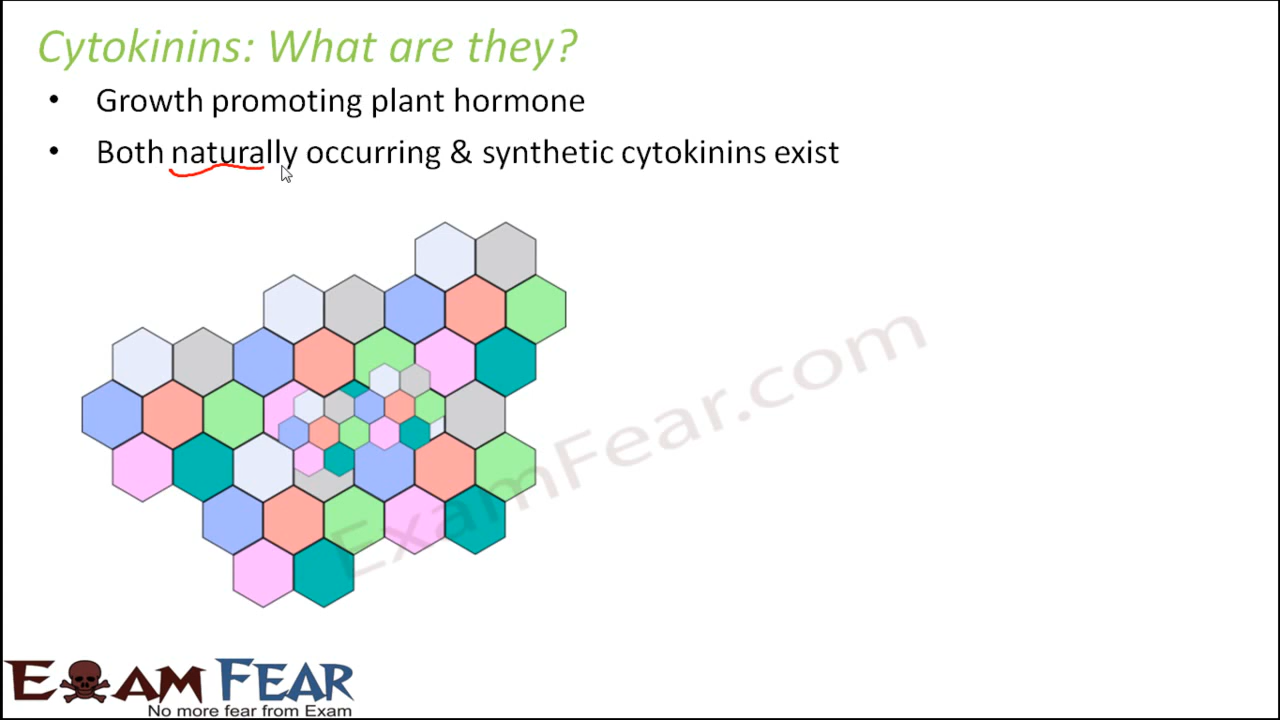 Cytokinins: What are they?
• Growth promoting plant hormone
• Both naturally occurring & synthetic cytokinins exist
ExamFear.com
EXAM FEAR
No more fear from Exam